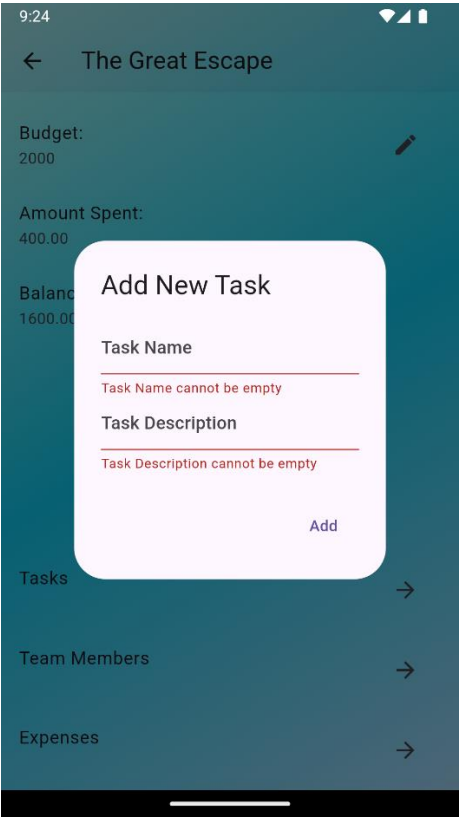 9:24
The Great Escape
Budget:
2000
Amount Spent:
400.00
Balanc
1600.00
Add New Task
Task Name
Task Name cannot be empty
Task Description
Task Description cannot be empty
Add
Tasks
Team Members
Expenses